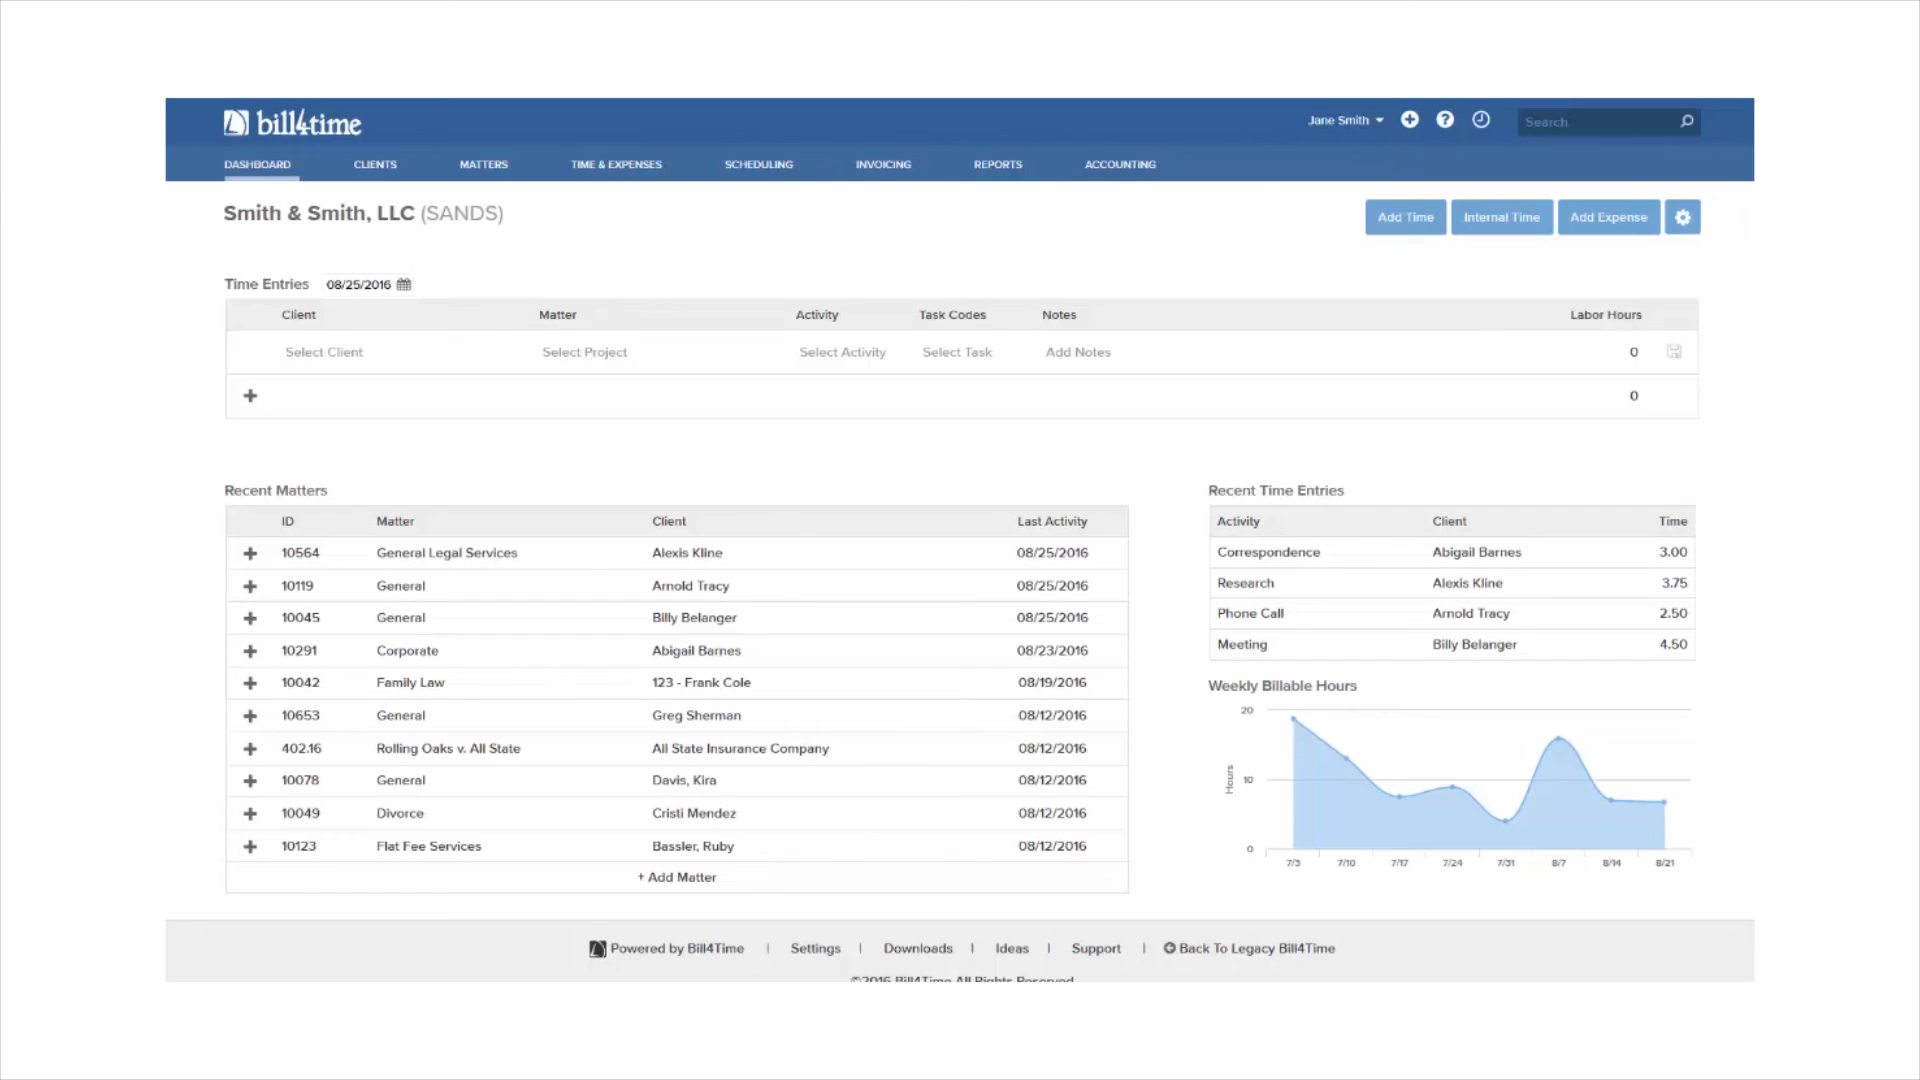 bill4time
Jane Smith
Search
DASHBOARD CLIENTS MATTERS TIME & EXPENSES SCHEDULING INVOICING REPORTS ACCOUNTING
Smith & Smith, LLC (SANDS)
Add Time Internal Time Add Expense
Time Entries 08/25/2016
Client Matter Activity Task Codes Notes Labor Hours
Select Client Select Project Select Activity Select Task Add Notes 0
+ 0
Recent Matters
ID Matter Client Last Activity
+ 10564 General Legal Services Alexis Kline 08/25/2016
+ 10119 General Arnold Tracy 08/25/2016
+ 10045 General Billy Belanger 08/25/2016
+ 10291 Corporate Abigail Barnes 08/23/2016
+ 10042 Family Law 123 - Frank Cole 08/19/2016
+ 10653 General Greg Sherman 08/12/2016
+ 402.16 Rolling Oaks v. All State All State Insurance Company 08/12/2016
+ 10078 General Davis, Kira 08/12/2016
+ 10049 Divorce Cristi Mendez 08/12/2016
+ 10123 Flat Fee Services Bassler, Ruby 08/12/2016
+ Add Matter
Recent Time Entries
Activity Client Time
Correspondence Abigail Barnes 3.00
Research Alexis Kline 3.75
Phone Call Arnold Tracy 2.50
Meeting Billy Belanger 4.50
Weekly Billable Hours
20
10
0
Hours
7/3 7/10 7/17 7/24 7/31 8/7 8/14 8/21
Powered by Bill4Time | Settings | Downloads | Ideas | Support | Back To Legacy Bill4Time
©2016 Bill4Time All Rights Reserved